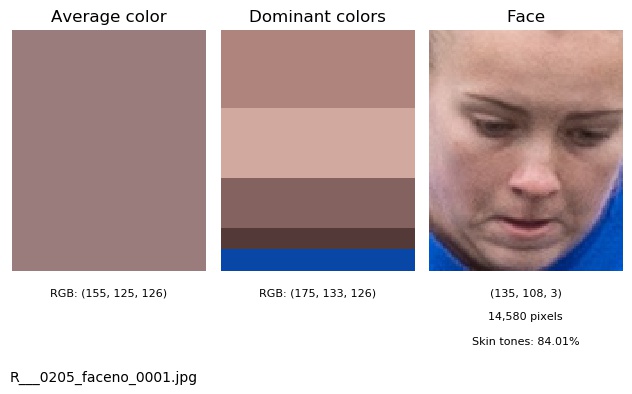 Average color
Dominant colors
Face
RGB: (155, 125, 126)
RGB: (175, 133, 126)
(135, 108, 3)
14,580 pixels
Skin tones: 84.01%
R___0205_faceno_0001.jpg